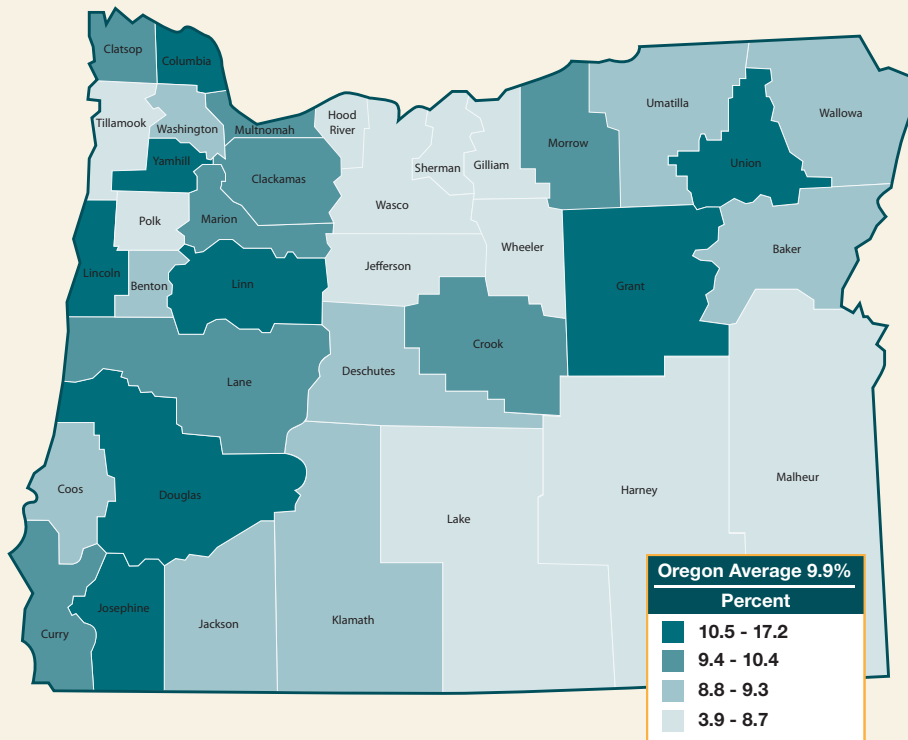 Clatsop
Columbia
Tillamook
Washington
Multnomah
Hood
River
Yamhill
Clackamas
Sherman
Gilliam
Morrow
Umatilla
Wallowa
Union
Polk
Marion
Wasco
Wheeler
Jefferson
Baker
Lincoln
Benton
Linn
Grant
Crook
Deschutes
Lane
Coos
Douglas
Lake
Harney
Malheur
Curry
Josephine
Jackson
Klamath
Oregon Average 9.9%
Percent
10.5 - 17.2
9.4 - 10.4
8.8 - 9.3
3.9 - 8.7